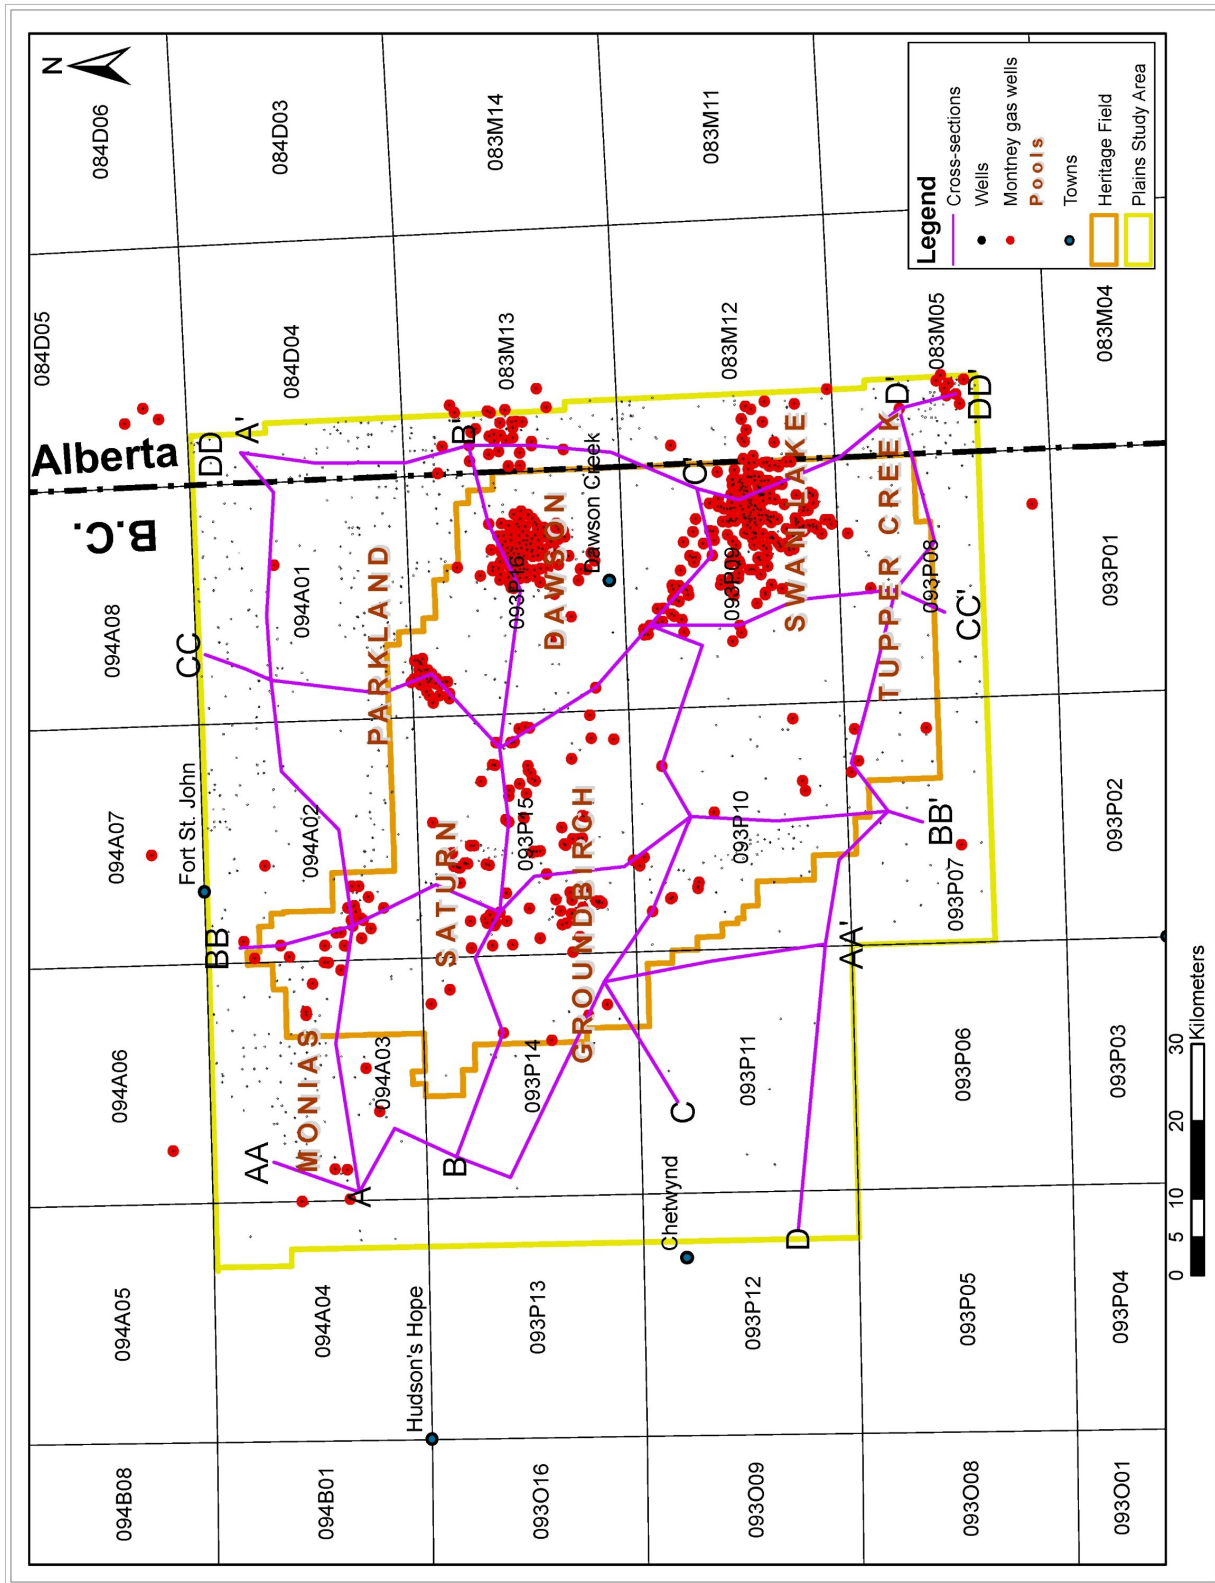 N
Alberta
B.C.
084D06
084D03
083M14
083M11
084D05
084D04
083M13
083M12
083M05
083M04
094A08
094A01
093P16
093P09
093P08
093P01
094A07
094A02
093P15
093P10
093P07
093P02
094A06
094A03
093P14
093P11
093P06
093P03
094A05
094A04
093P13
093P12
093P05
093P04
094B08
094B01
093O16
093O09
093O08
093O01
DD
A'
B'
C'
D'
DD'
CC
CC'
BB
BB'
AA
AA'
A
B
C
D
Fort St. John
Dawson Creek
Chetwynd
Hudson's Hope
PARKLAND
DAWSON
SWAN LAKE
TUPPER CREEK
SATURN
GROUNDBIRCH
MONIAS
Legend
Cross-sections
Wells
Montney gas wells
Pools
Towns
Heritage Field
Plains Study Area
0 5 10 20 30
Kilometers